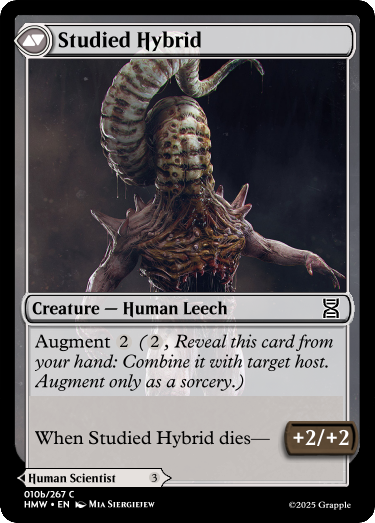 Studied Hybrid
Creature — Human Leech
Augment 2 (2, Reveal this card from
your hand: Combine it with target host.
Augment only as a sorcery.)
When Studied Hybrid dies—
+2/+2
Human Scientist 3
010b/267 C
HMW • EN Mia Siergiejew
©2025 Grapple